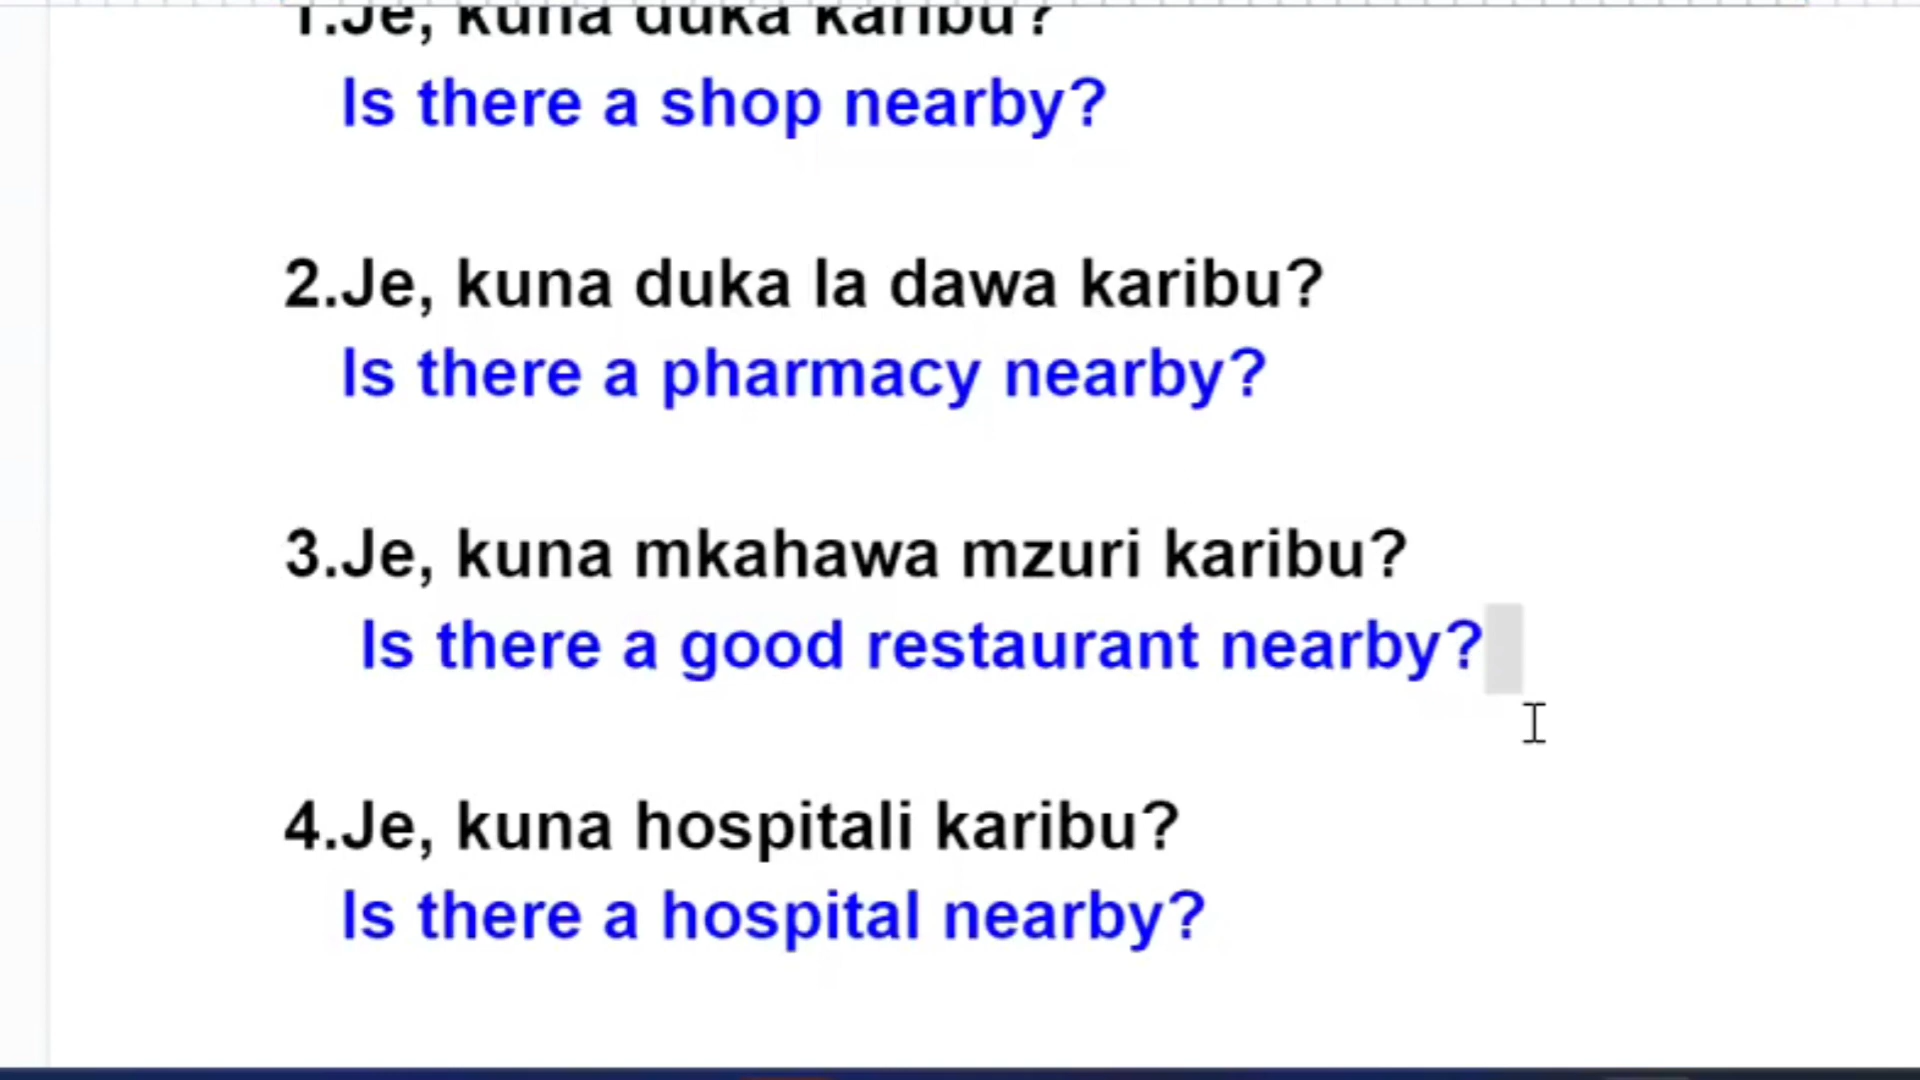 1.Je, kuna duka karibu?
Is there a shop nearby?
2.Je, kuna duka la dawa karibu?
Is there a pharmacy nearby?
3.Je, kuna mkahawa mzuri karibu?
Is there a good restaurant nearby?
4.Je, kuna hospitali karibu?
Is there a hospital nearby?